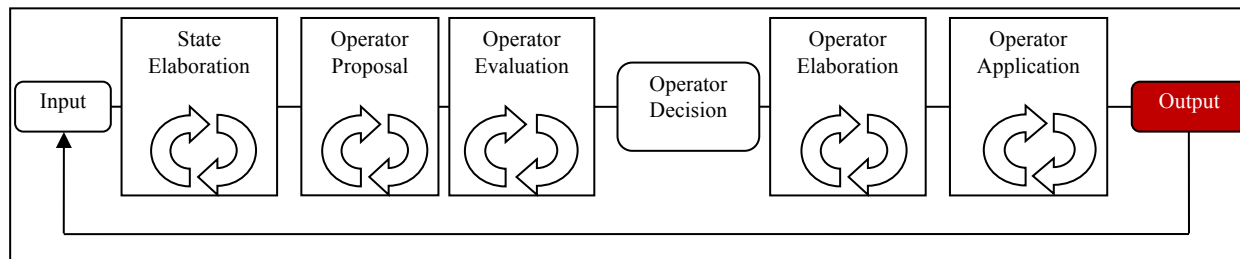 Input
State
Elaboration
Operator
Proposal
Operator
Evaluation
Operator
Decision
Operator
Elaboration
Operator
Application
Output